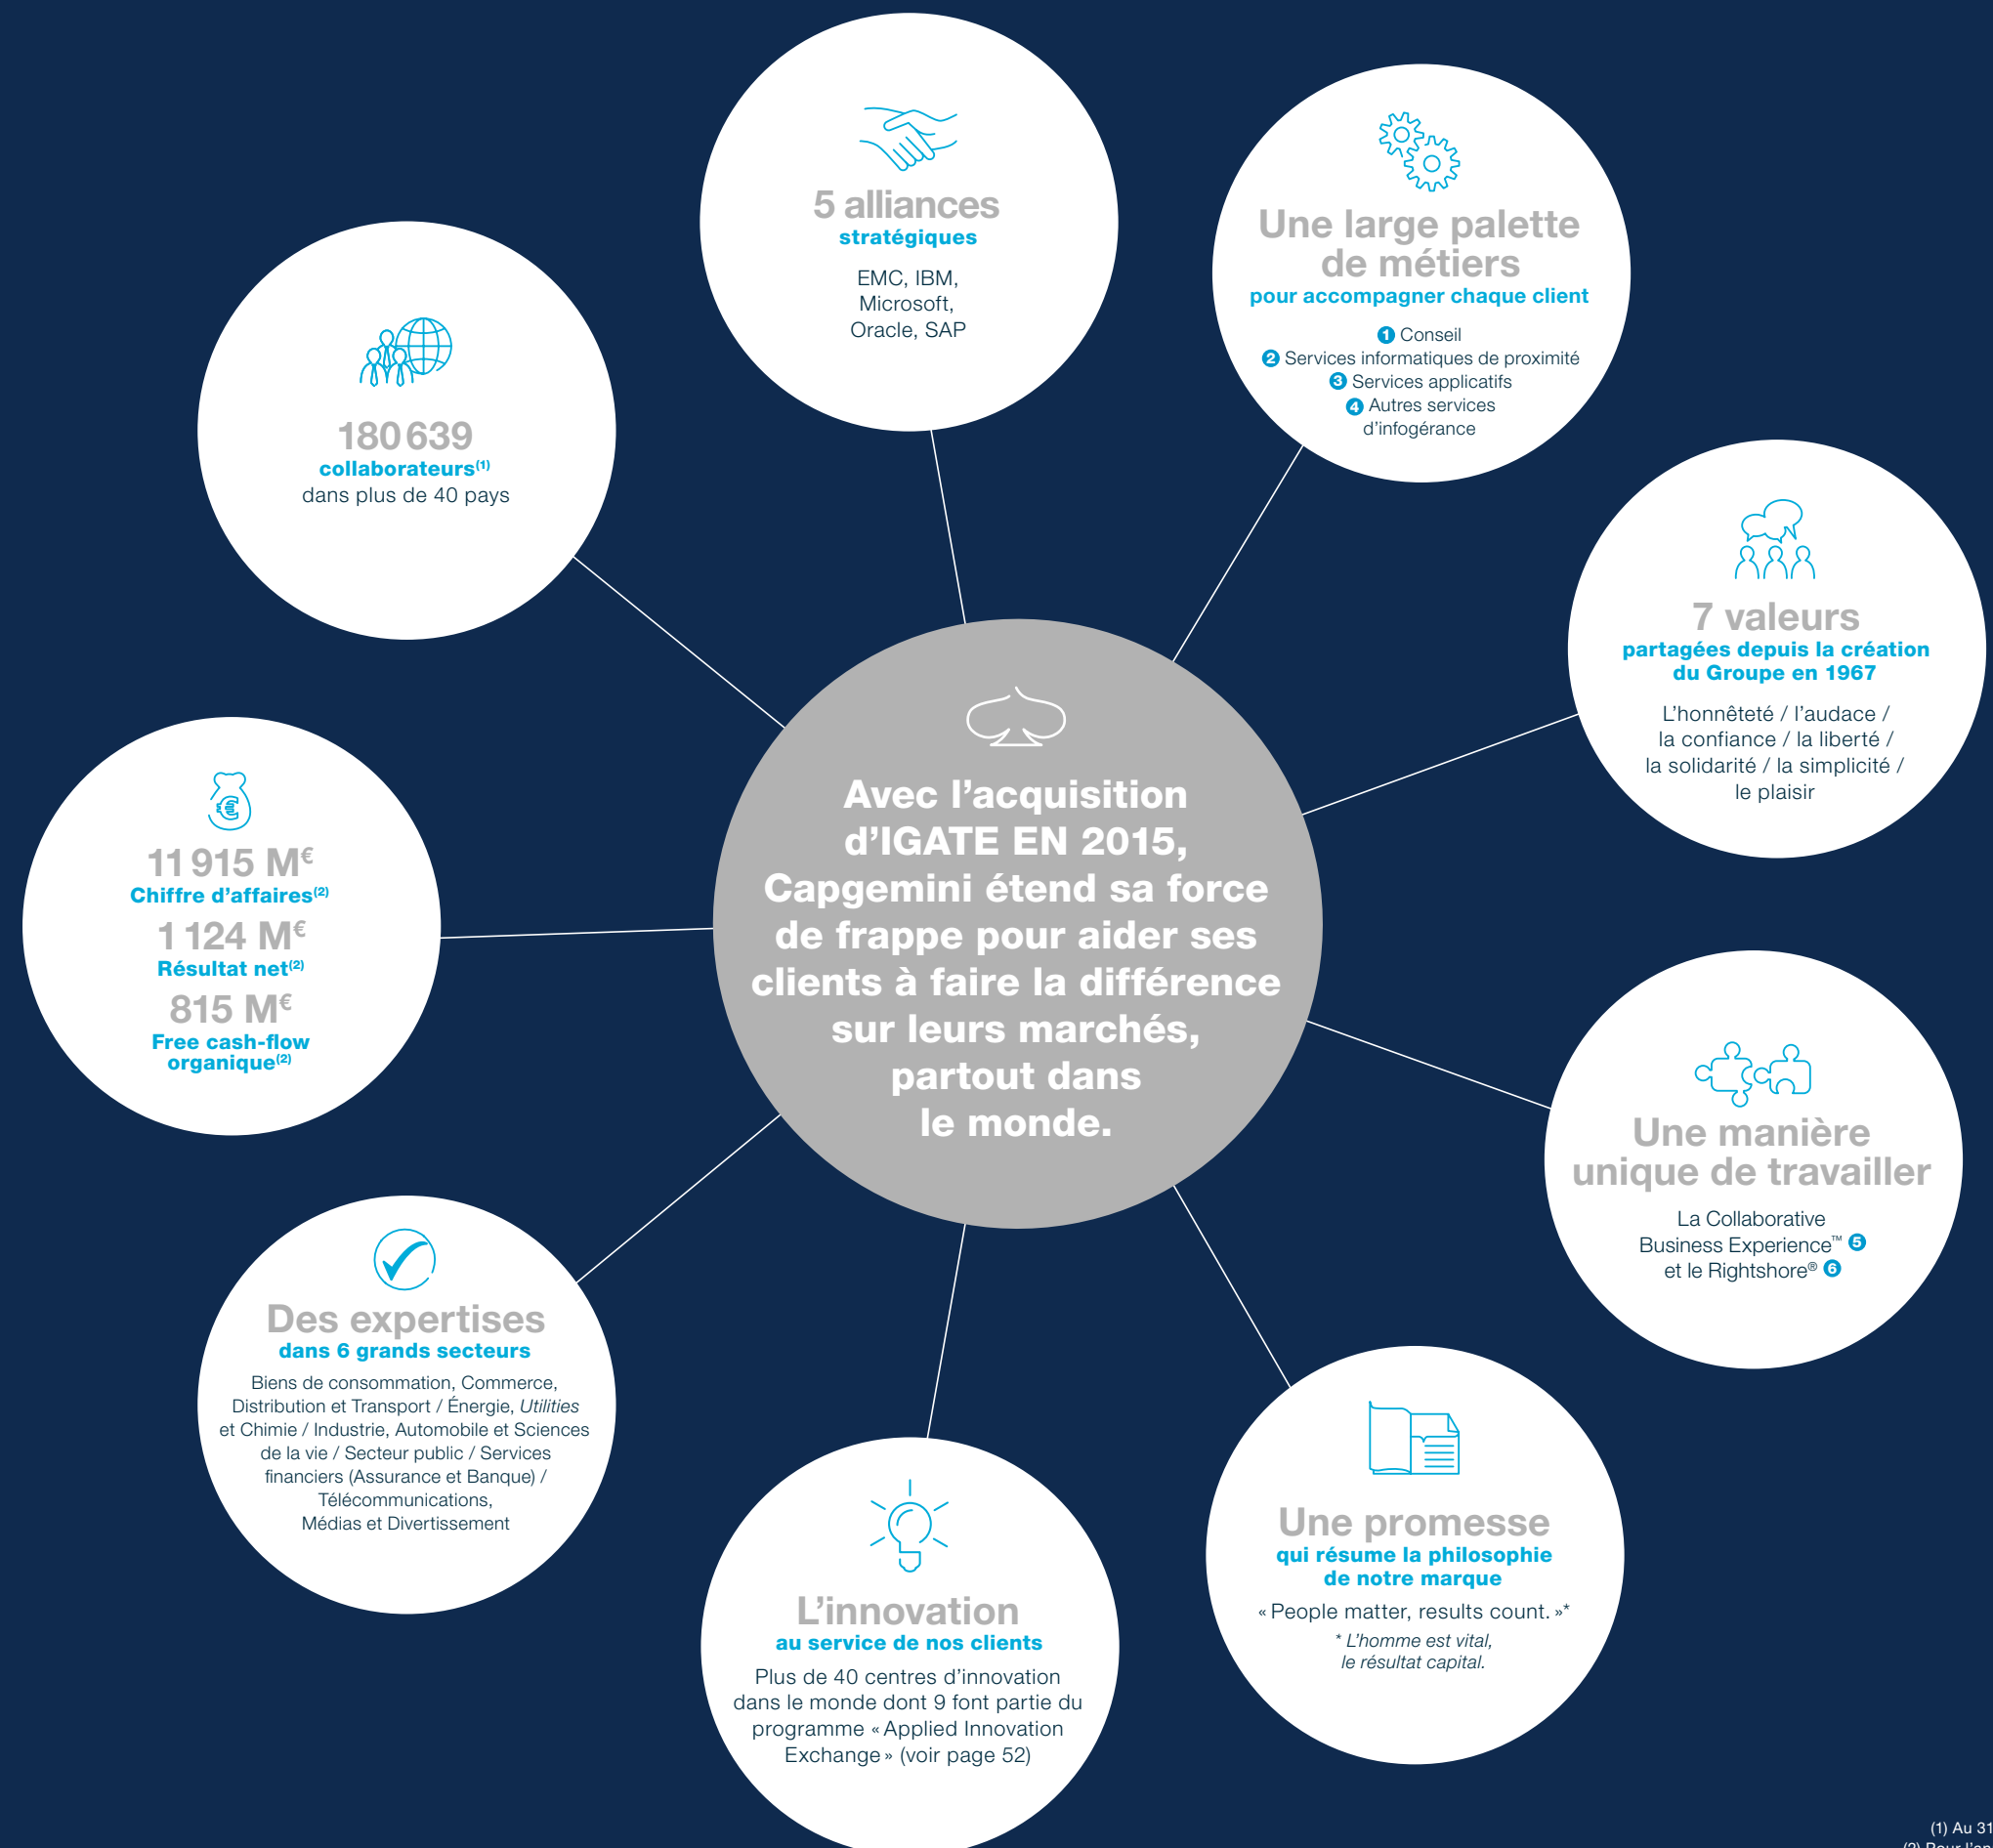 5 alliances
stratégiques
EMC, IBM,
Microsoft,
Oracle, SAP
Une large palette
de métiers
pour accompagner chaque client
1 Conseil
2 Services informatiques de proximité
3 Services applicatifs
4 Autres services
d’infogérance
180 639
collaborateurs(1)
dans plus de 40 pays
7 valeurs
partagées depuis la création
du Groupe en 1967
L’honnêteté / l’audace /
la confiance / la liberté /
la solidarité / la simplicité /
le plaisir
Avec l’acquisition
d’IGATE EN 2015,
Capgemini étend sa force
de frappe pour aider ses
clients à faire la différence
sur leurs marchés,
partout dans
le monde.
11 915 M€
Chiffre d’affaires(2)
1 124 M€
Résultat net(2)
815 M€
Free cash-flow
organique(2)
Une manière
unique de travailler
La Collaborative
Business Experience™ 5
et le Rightshore® 6
Des expertises
dans 6 grands secteurs
Biens de consommation, Commerce,
Distribution et Transport / Énergie, Utilities
et Chimie / Industrie, Automobile et Sciences
de la vie / Secteur public / Services
financiers (Assurance et Banque) /
Télécommunications,
Médias et Divertissement
Une promesse
qui résume la philosophie
de notre marque
« People matter, results count. »*
* L’homme est vital,
le résultat capital.
L’innovation
au service de nos clients
Plus de 40 centres d’innovation
dans le monde dont 9 font partie du
programme « Applied Innovation
Exchange » (voir page 52)
(1) Au 31
(2) Pour l’an